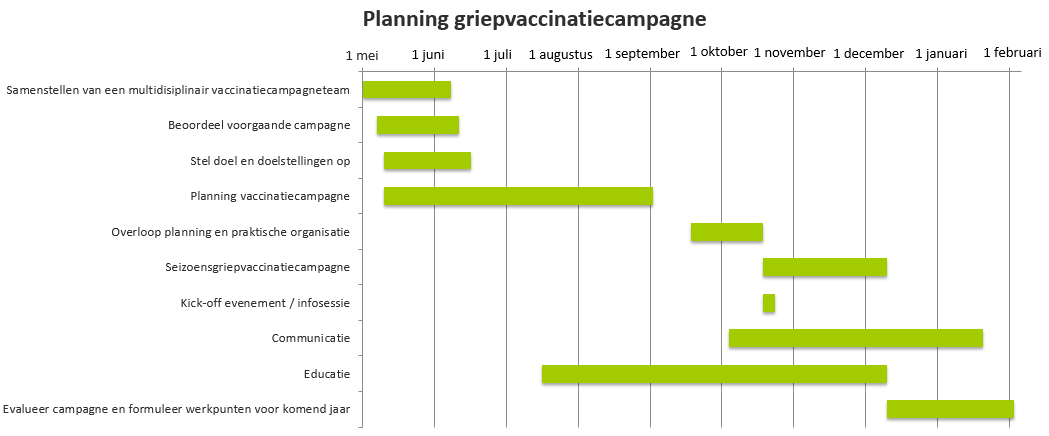 Planning griepvaccinatiecampagne
1 mei 1 juni 1 juli 1 augustus 1 september 1 oktober 1 november 1 december 1 januari 1 februari
Samenstellen van een multidisiplinair vaccinatiecampagneteam
Beoordeel voorgaande campagne
Stel doel en doelstellingen op
Planning vaccinatiecampagne
Overloop planning en praktische organisatie
Seizoensgriepvaccinatiecampagne
Kick-off evenement / infosessie
Communicatie
Educatie
Evalueer campagne en formuleer werkpunten voor komend jaar